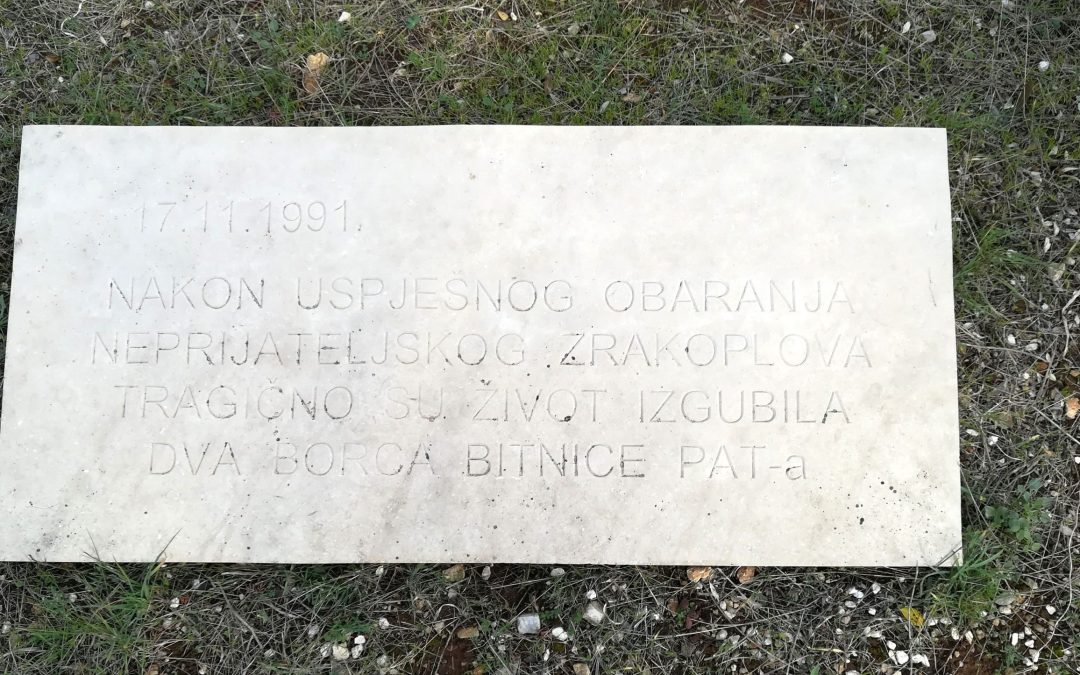 17.11.1991.
NAKON USPJEŠNOG OBARANJA
NEPRIJATELJSKOG ZRAKOPLOVA
TRAGIČNO SU ŽIVOT IZGUBILA
DVA BORCA BITNICE PAT-a